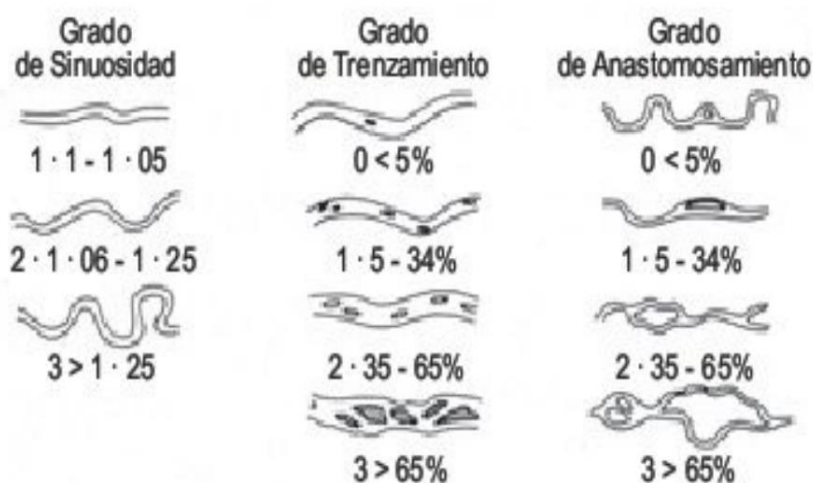 Grado
de Sinuosidad
1 · 1 - 1 · 05
2 · 1 · 06 - 1 · 25
3 > 1 · 25
Grado
de Trenzamiento
0 < 5%
1 · 5 - 34%
2 · 35 - 65%
3 > 65%
Grado
de Anastomosamiento
0 < 5%
1 · 5 - 34%
2 · 35 - 65%
3 > 65%